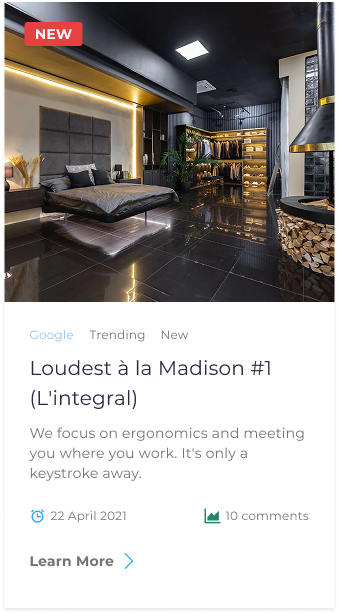 NEW
Google Trending New
Loudest à la Madison #1
(L'integral)
We focus on ergonomics and meeting
you where you work. It's only a
keystroke away.
22 April 2021 10 comments
Learn More